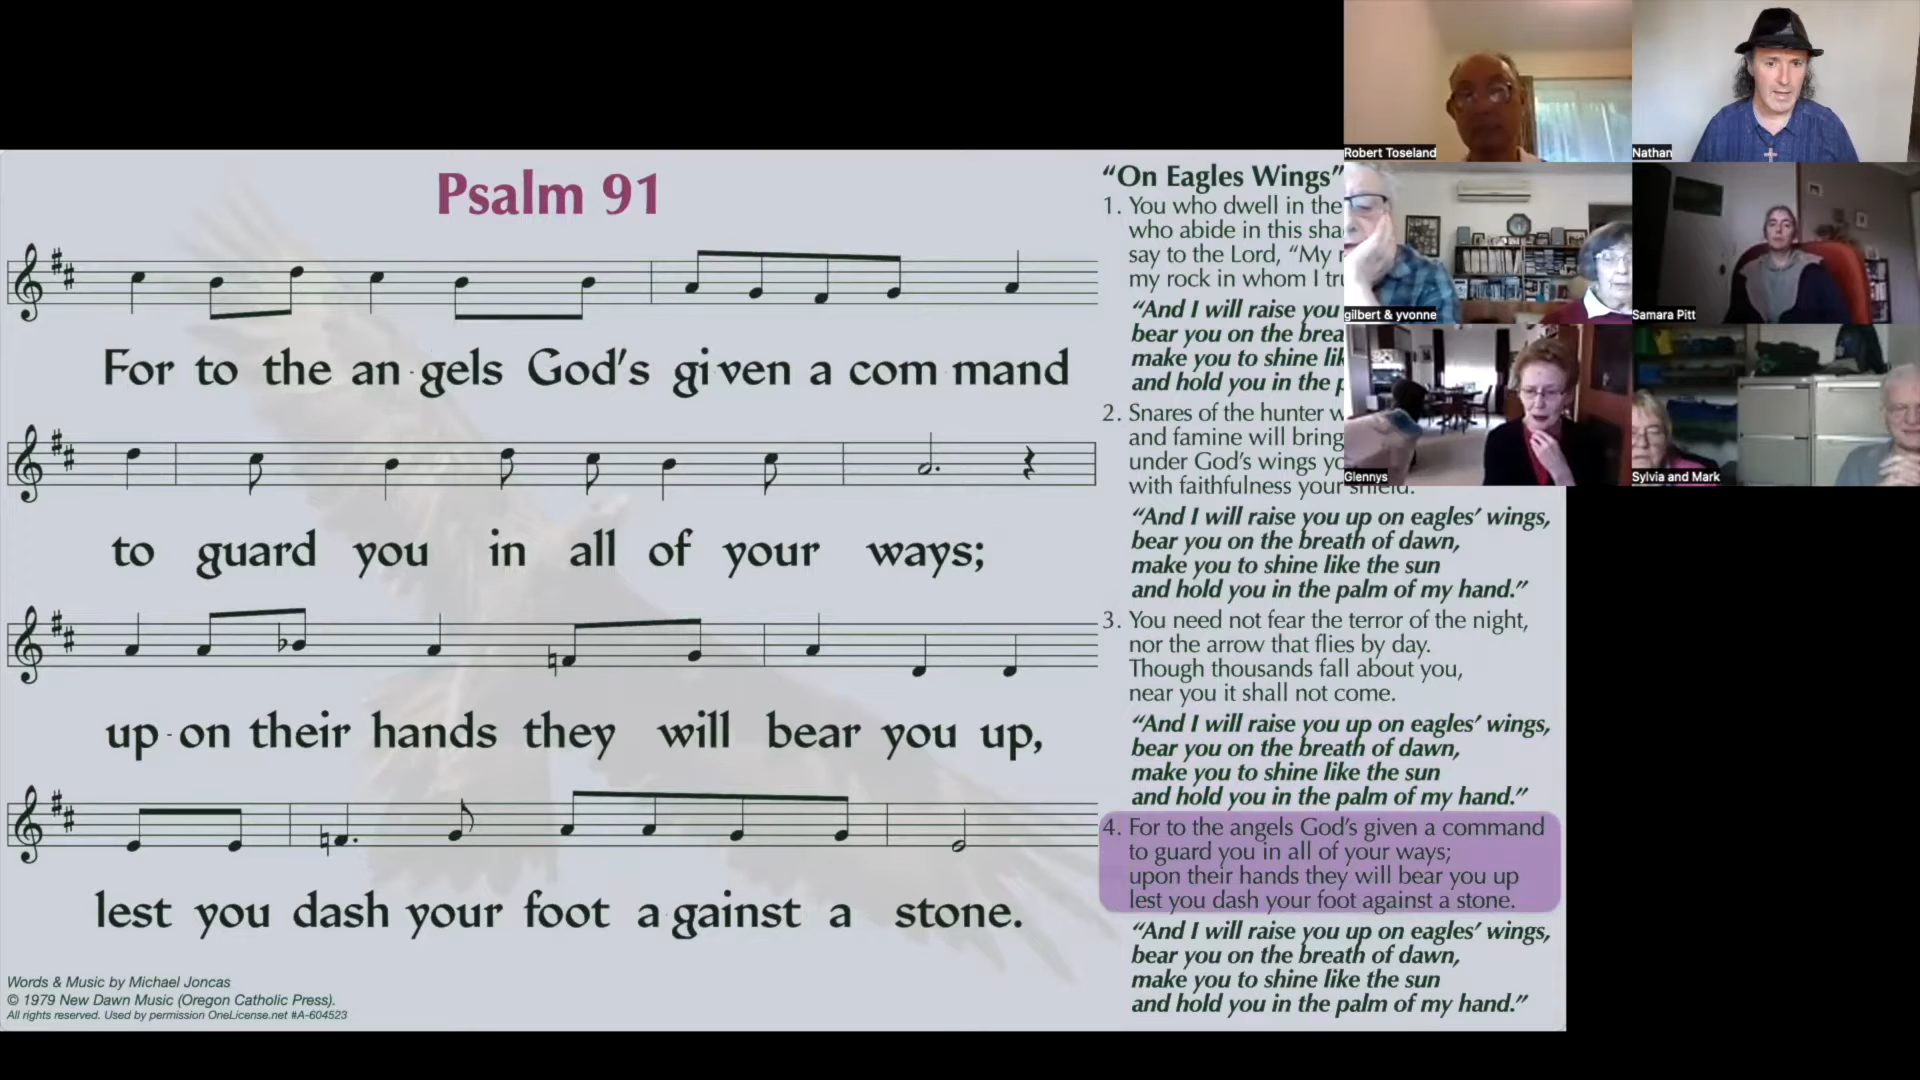 Psalm 91
For to the an-gels God's given a command
to guard you in all of your ways;
up-on their hands they will bear you up,
lest you dash your foot against a stone.
Words & Music by Michael Joncas
© 1979 New Dawn Music (Oregon Catholic Press).
All rights reserved. Used by permission OneLicense.net #A-604523
“On Eagles Wings”
1. You who dwell in the
who abide in this
say to the Lord, “My
my rock in whom I
“And I will raise you
bear you on the
make you to shine
and hold you in the
2. Snares of the hunter
and famine will bring
under God's wings
with faithfulness your shield.
“And I will raise you up on eagles’ wings,
bear you on the breath of dawn,
make you to shine like the sun
and hold you in the palm of my hand.”
3. You need not fear the terror of the night,
nor the arrow that flies by day.
Though thousands fall about you,
near you it shall not come.
“And I will raise you up on eagles’ wings,
bear you on the breath of dawn,
make you to shine like the sun
and hold you in the palm of my hand.”
4. For to the angels God's given a command
to guard you in all of your ways;
upon their hands they will bear you up
lest you dash your foot against a stone.
“And I will raise you up on eagles’ wings,
bear you on the breath of dawn,
make you to shine like the sun
and hold you in the palm of my hand.”
Robert Toseland
Nathan
gilbert & yvonne
Samara Pitt
Glennys
Sylvia and Mark